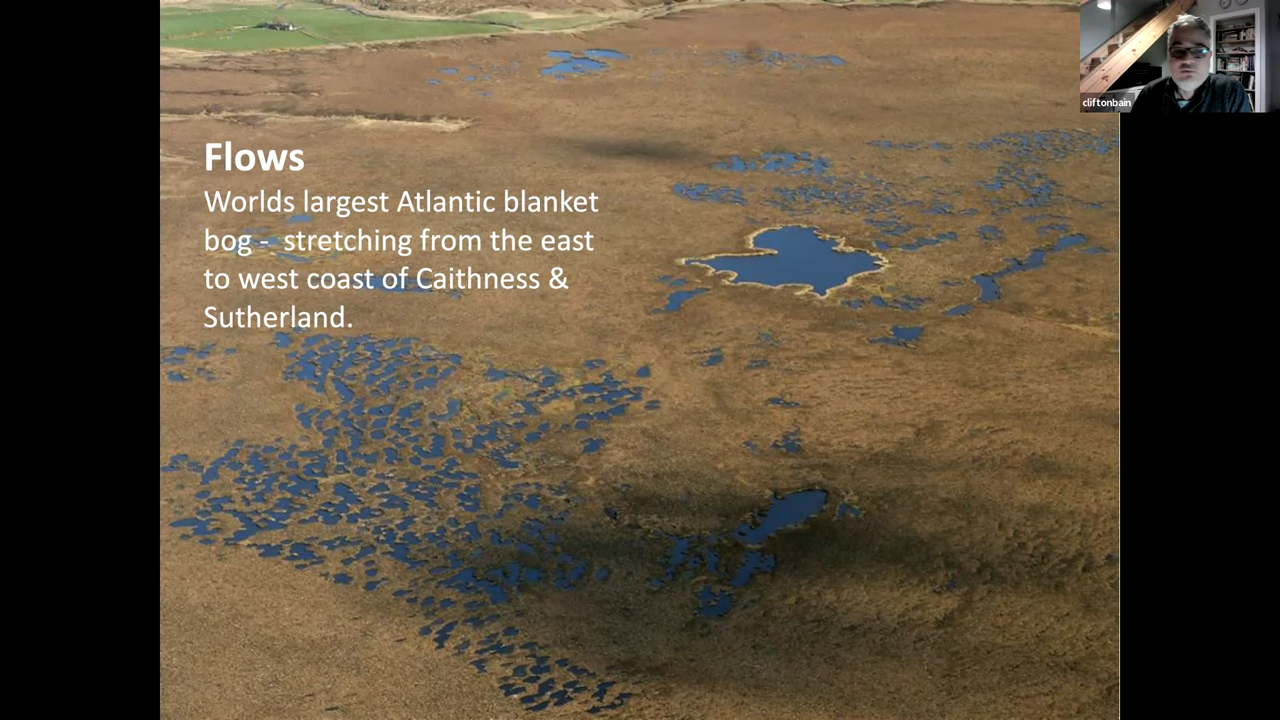 Flows
Worlds largest Atlantic blanket
bog -  stretching from the east
to west coast of Caithness &
Sutherland.
cliftonbain